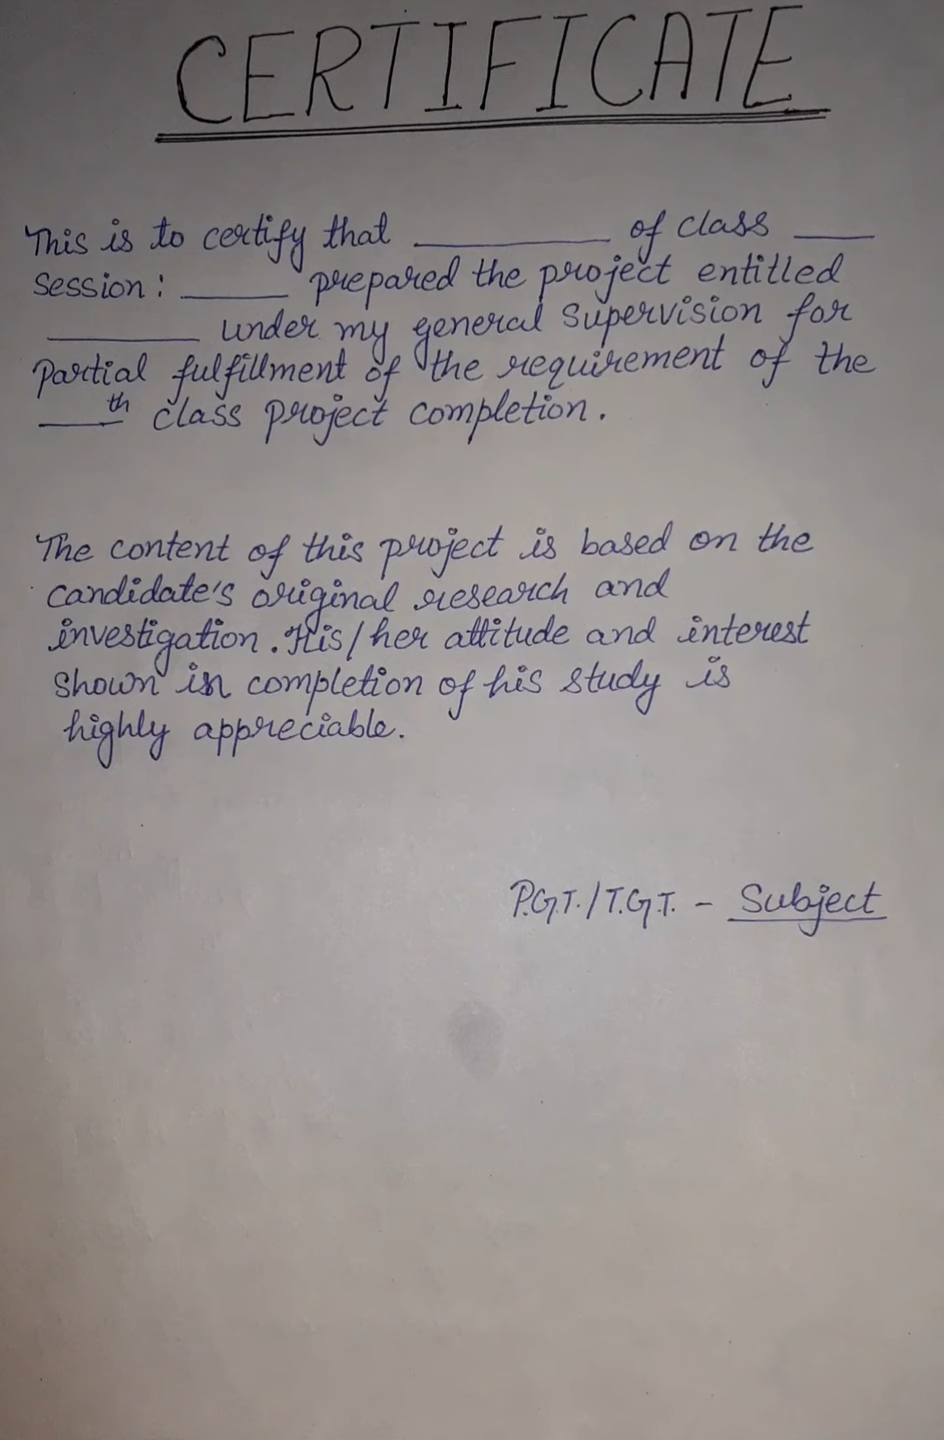 CERTIFICATE
This is to certify that __________ of class ____
Session: ______ prepared the project entitled
________ under my general Supervision for
Partial fulfillment of the requirement of the
____th class project completion.
The content of this project is based on the
candidate's original research and
investigation. His/her attitude and interest
Shown in completion of his study is
highly appreciable.
P.G.T. / T.G.T. - Subject